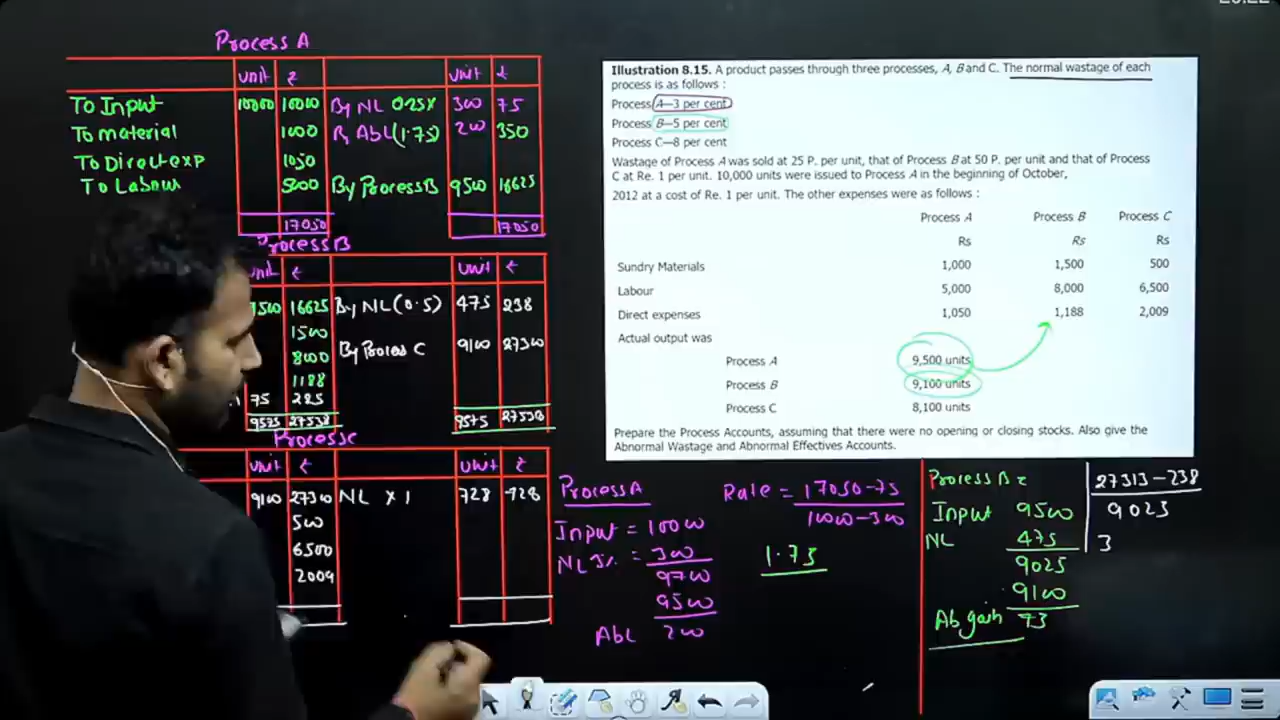 Process A
unit ₹ unit ₹
To Input 10000 10000 By NL 0.25x 300 75
To material 1000 By AbL (1.75) 200 350
To Direct exp 1050
To Labour 5000 By Process B 9500 16625
17050 17050
Process B
unit ₹ unit ₹
9500 16625 By NL (0.5) 475 238
1500
8000 By Process C 9100 27300
1188
75 225
9575 27538 9575 27538
Process C
unit ₹ unit ₹
9100 27300 NL x 1 728 728
500
6500
2009
Illustration 8.15. A product passes through three processes, A, B and C. The normal wastage of each
process is as follows :
Process A—3 per cent
Process B—5 per cent
Process C—8 per cent
Wastage of Process A was sold at 25 P. per unit, that of Process B at 50 P. per unit and that of Process
C at Re. 1 per unit. 10,000 units were issued to Process A in the beginning of October,
2012 at a cost of Re. 1 per unit. The other expenses were as follows :
Process A Process B Process C
Rs Rs Rs
Sundry Materials 1,000 1,500 500
Labour 5,000 8,000 6,500
Direct expenses 1,050 1,188 2,009
Actual output was
Process A 9,500 units
Process B 9,100 units
Process C 8,100 units
Prepare the Process Accounts, assuming that there were no opening or closing stocks. Also give the
Abnormal Wastage and Abnormal Effectives Accounts.
Process A
Input = 10000
NL 3% = 300
9700
9500
AbL 200
Rate = 17050-75
10000-300
1.75
Process B =
Input 9500
NL 475
9025
9100
Ab gain 75
27313-238
9025
3